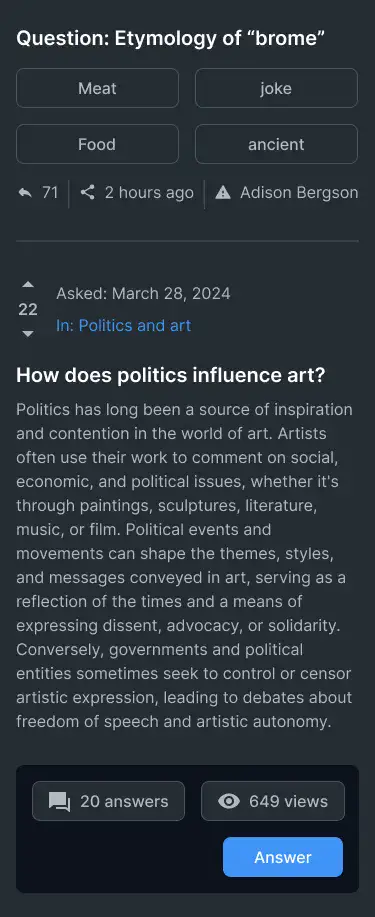 Question: Etymology of “brome”
Meat
joke
Food
ancient
71
2 hours ago
Adison Bergson
22
Asked: March 28, 2024
In: Politics and art
How does politics influence art?
Politics has long been a source of inspiration
and contention in the world of art. Artists
often use their work to comment on social,
economic, and political issues, whether it's
through paintings, sculptures, literature,
music, or film. Political events and
movements can shape the themes, styles,
and messages conveyed in art, serving as a
reflection of the times and a means of
expressing dissent, advocacy, or solidarity.
Conversely, governments and political
entities sometimes seek to control or censor
artistic expression, leading to debates about
freedom of speech and artistic autonomy.
20 answers
649 views
Answer